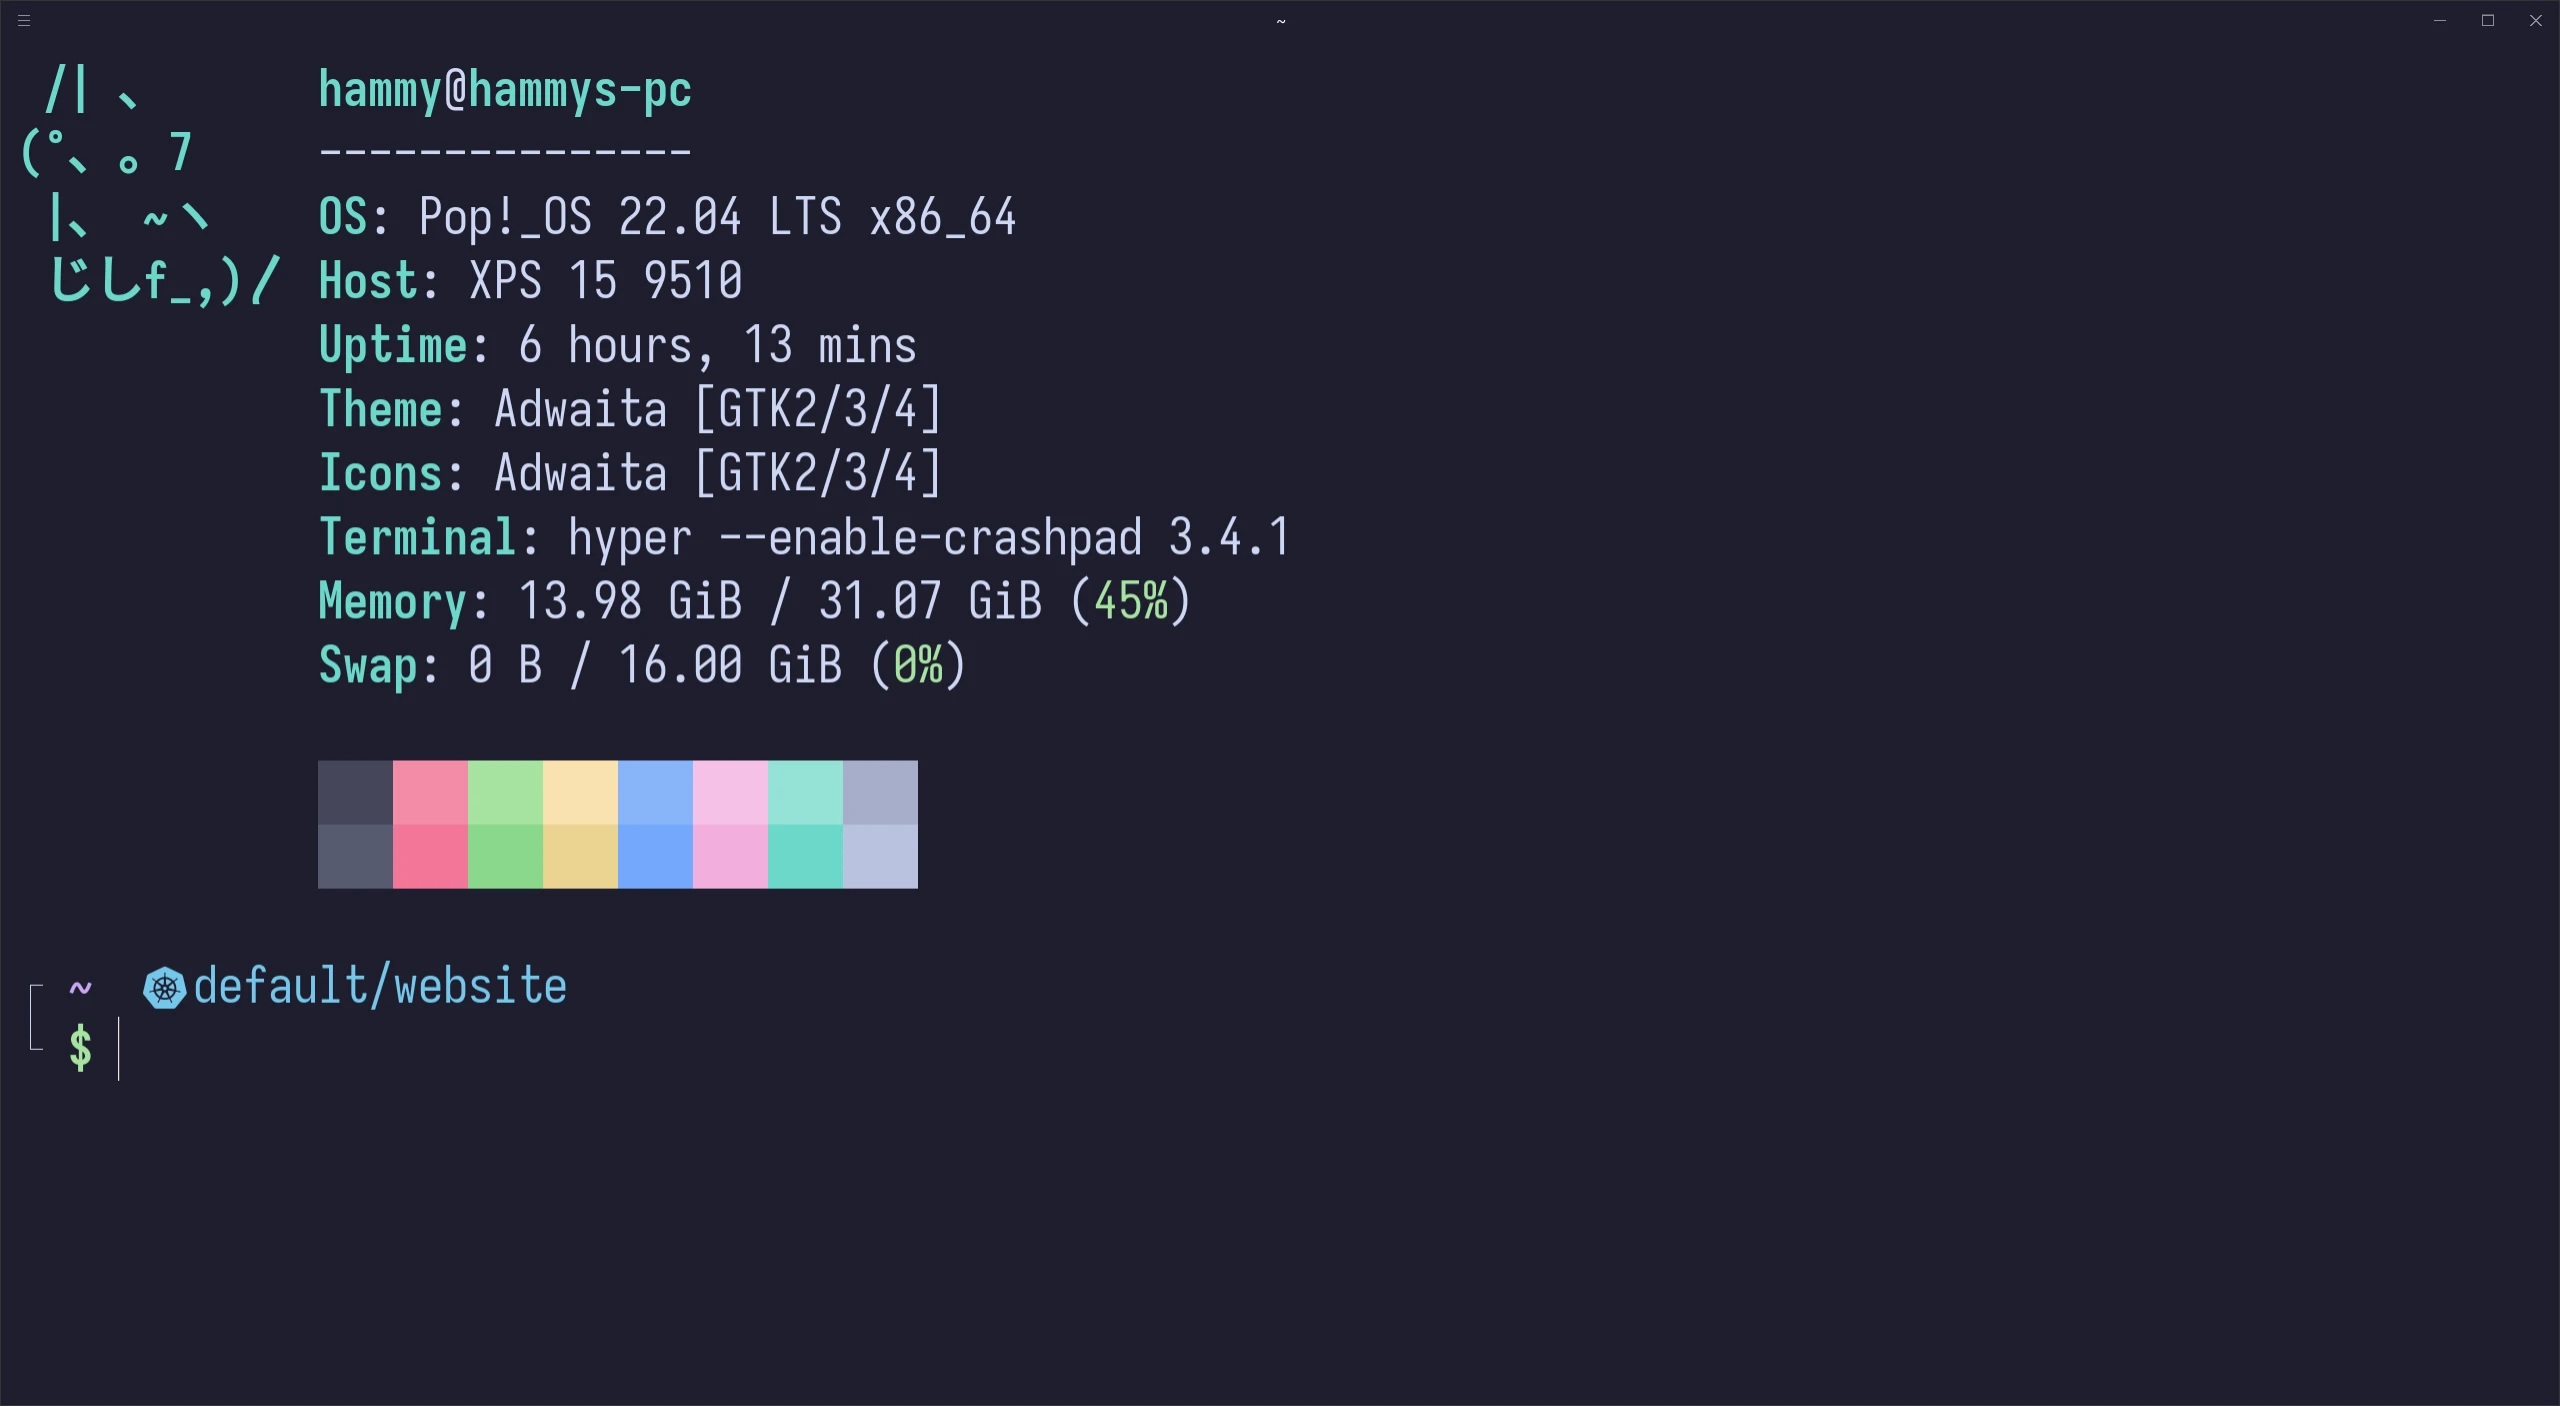 ~
/| 、
(ﾟ、。7
|、 ~ヽ
じしf_,)/
hammy@hammys-pc
---------------
OS: Pop!_OS 22.04 LTS x86_64
Host: XPS 15 9510
Uptime: 6 hours, 13 mins
Theme: Adwaita [GTK2/3/4]
Icons: Adwaita [GTK2/3/4]
Terminal: hyper --enable-crashpad 3.4.1
Memory: 13.98 GiB / 31.07 GiB (45%)
Swap: 0 B / 16.00 GiB (0%)
~ default/website
$